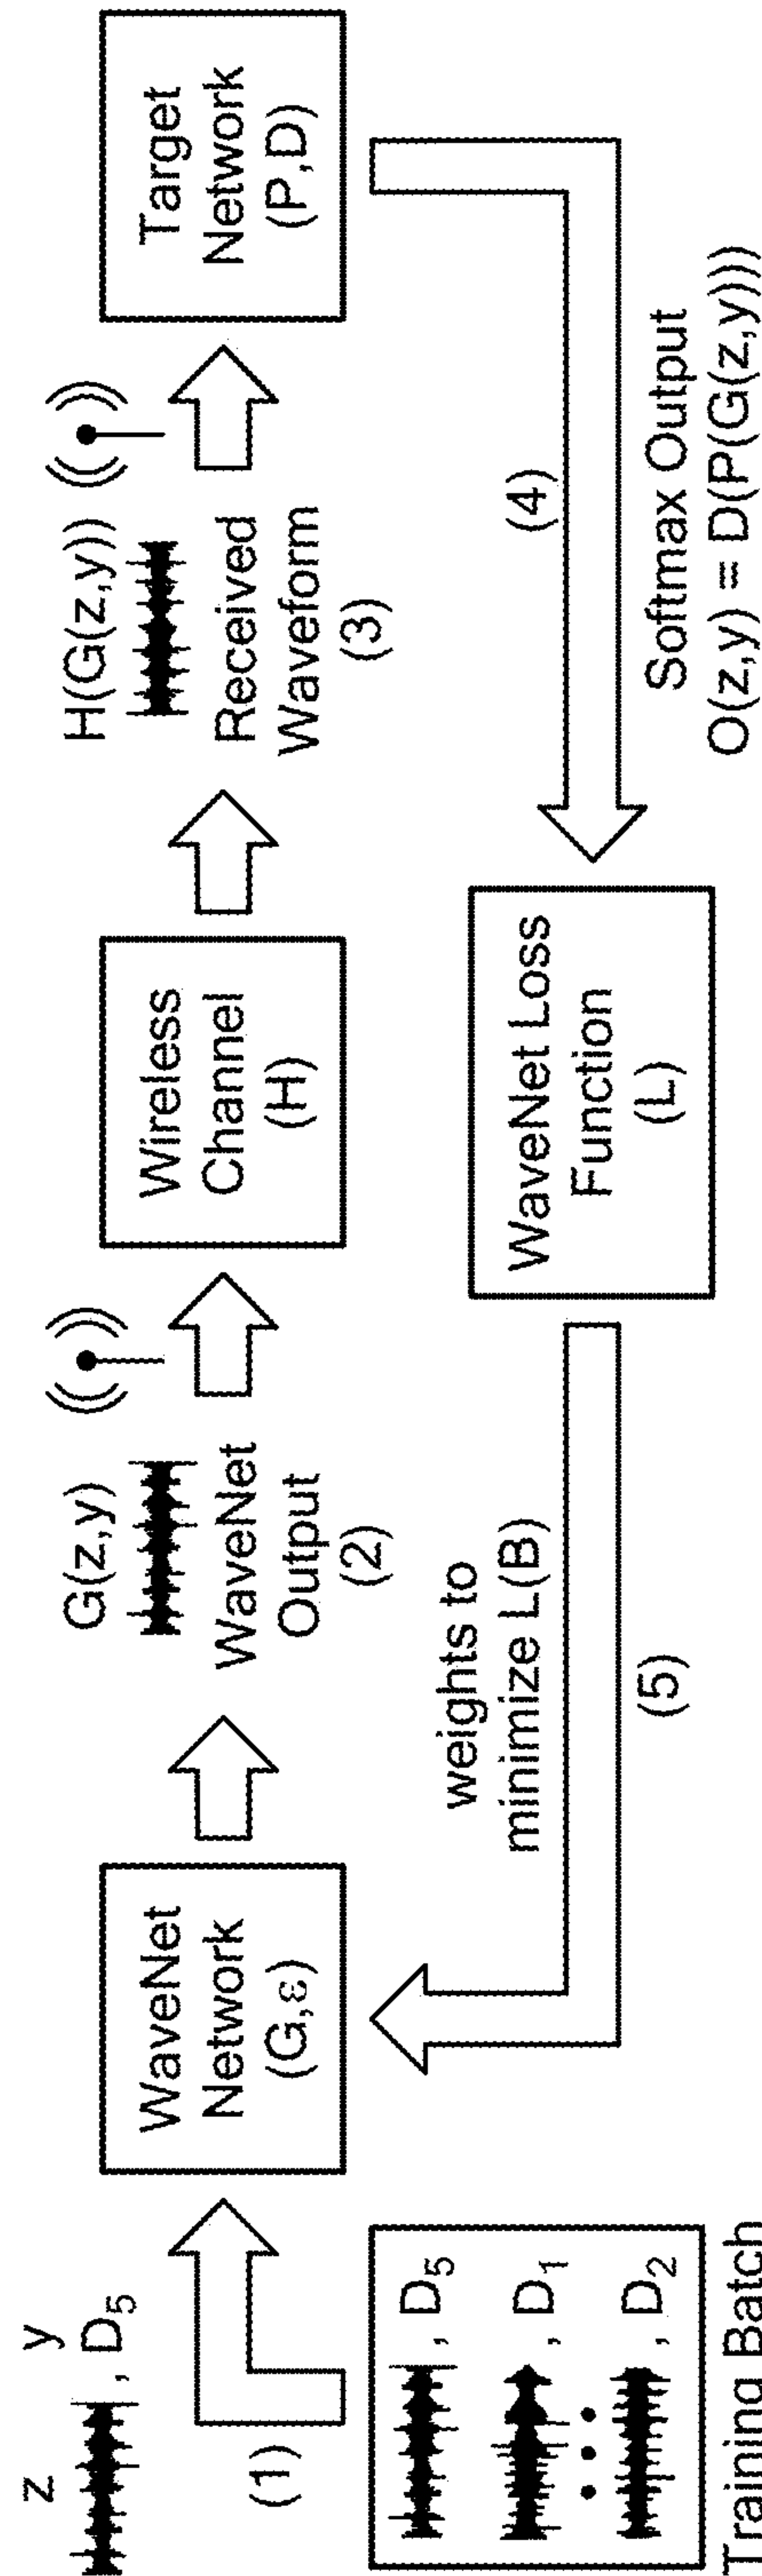 z y
, D5
(1)
, D5
, D1
, D2
Training Batch
WaveNet
Network
(G,ε)
G(z,y)
WaveNet
Output
(2)
Wireless
Channel
(H)
H(G(z,y))
Received
Waveform
(3)
Target
Network
(P,D)
(4)
Softmax Output
O(z,y) = D(P(G(z,y)))
WaveNet Loss
Function
(L)
weights to
minimize L(B)
(5)